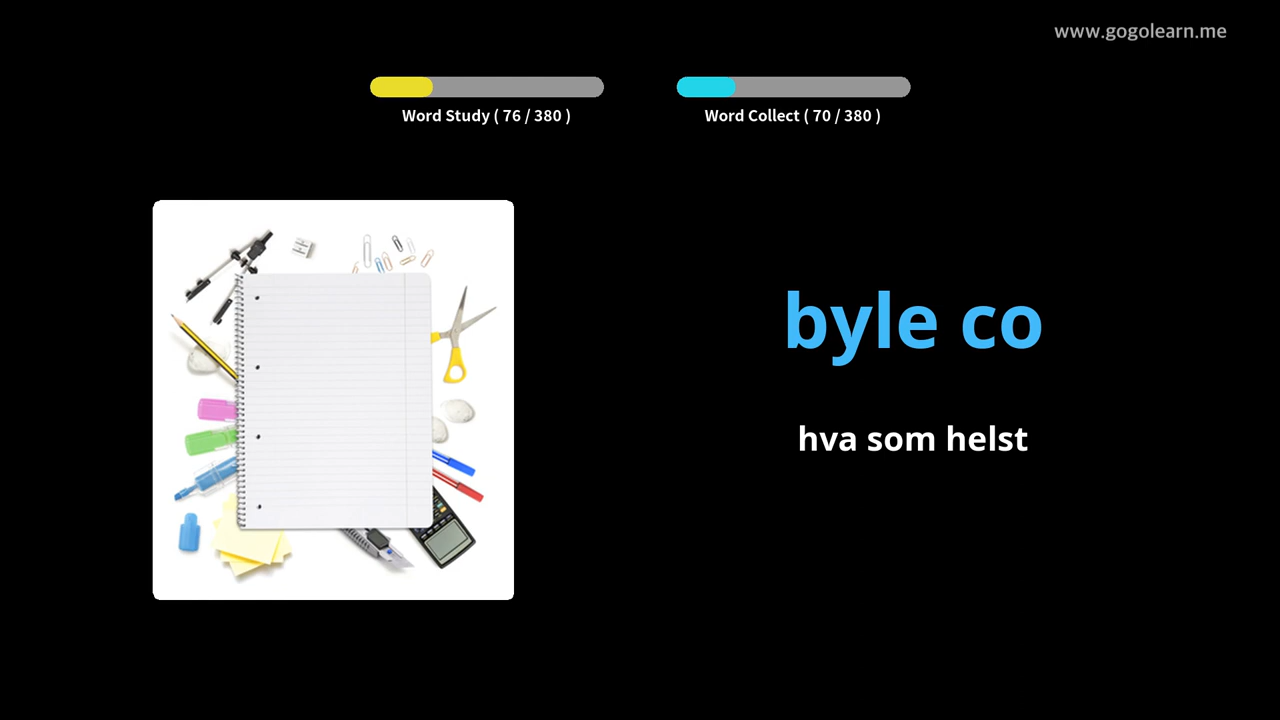 www.gogolearn.me
Word Study ( 76 / 380 )
Word Collect ( 70 / 380 )
byle co
hva som helst